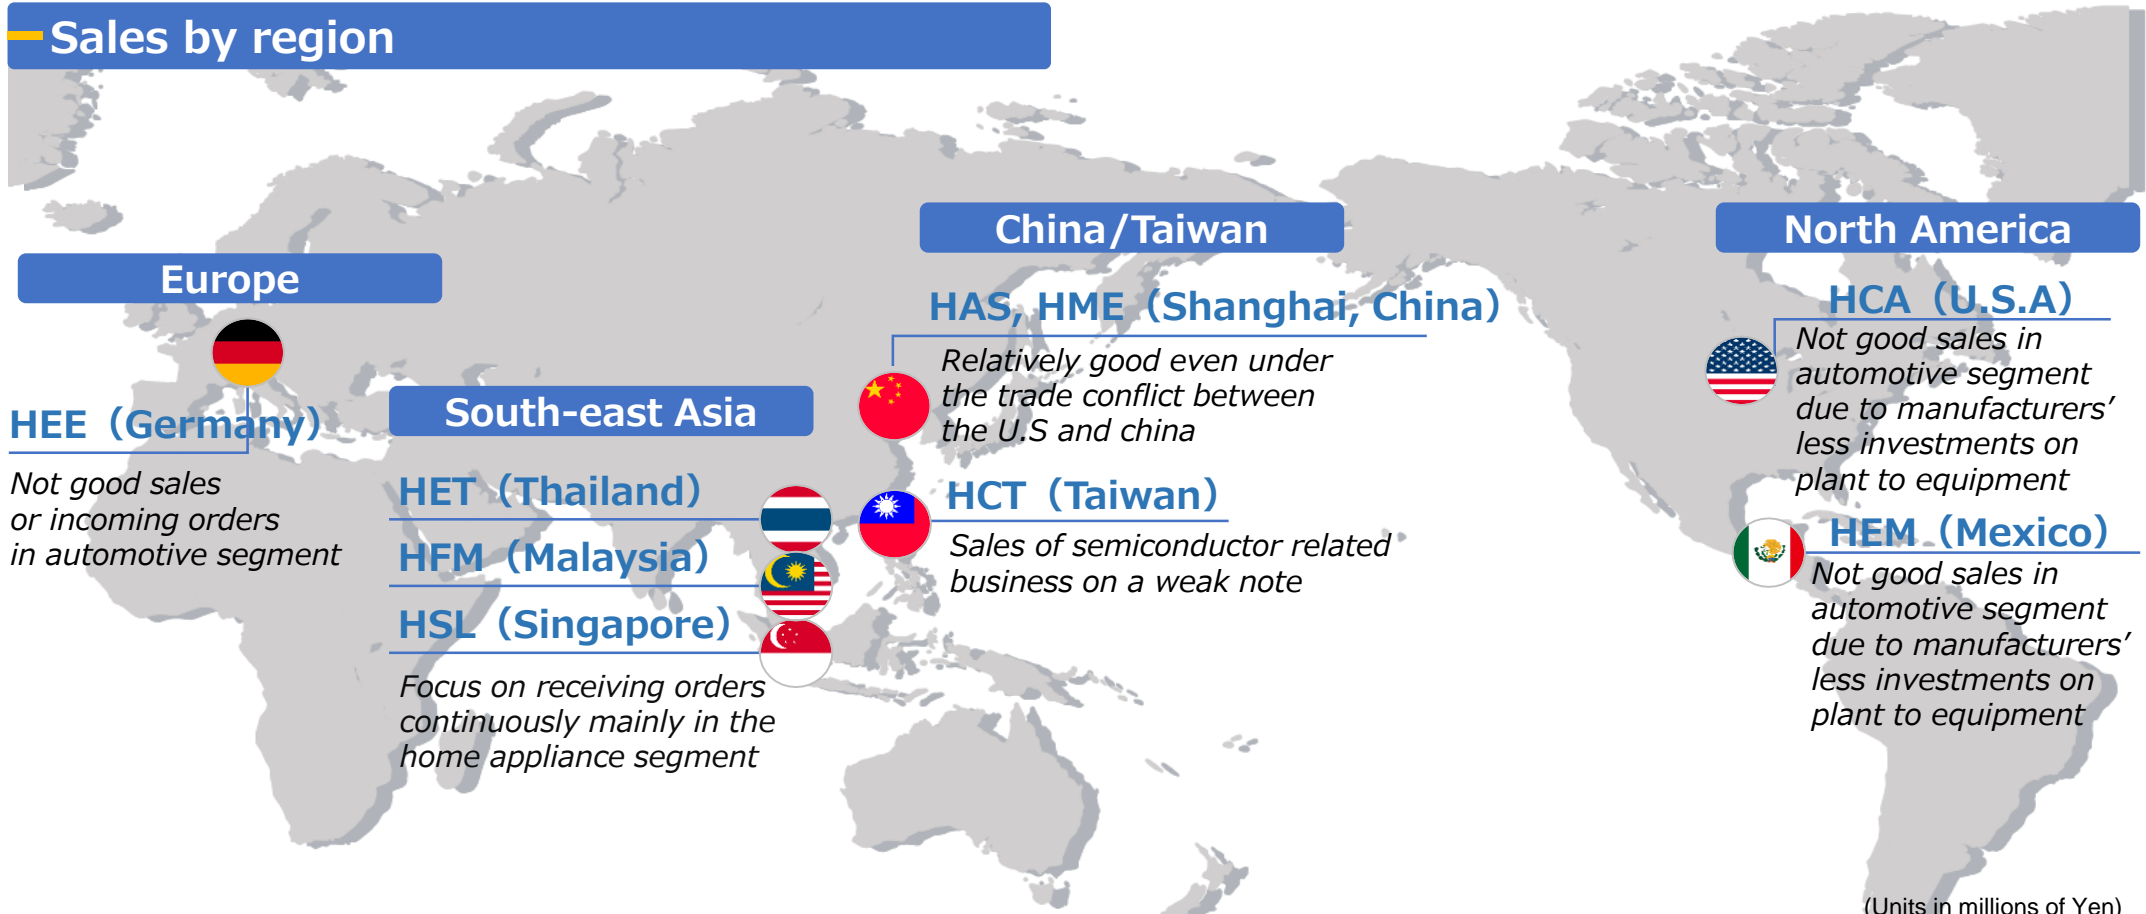 Sales by region
Europe
HEE（Germany）
Not good sales
or incoming orders
in automotive segment
South-east Asia
HET（Thailand）
HFM（Malaysia）
HSL（Singapore）
Focus on receiving orders
continuously mainly in the
home appliance segment
China/Taiwan
HAS, HME（Shanghai, China）
Relatively good even under
the trade conflict between
the U.S and china
HCT（Taiwan）
Sales of semiconductor related
business on a weak note
North America
HCA（U.S.A）
Not good sales in
automotive segment
due to manufacturers’
less investments on
plant to equipment
HEM（Mexico）
Not good sales in
automotive segment
due to manufacturers’
less investments on
plant to equipment
(Units in millions of Yen)